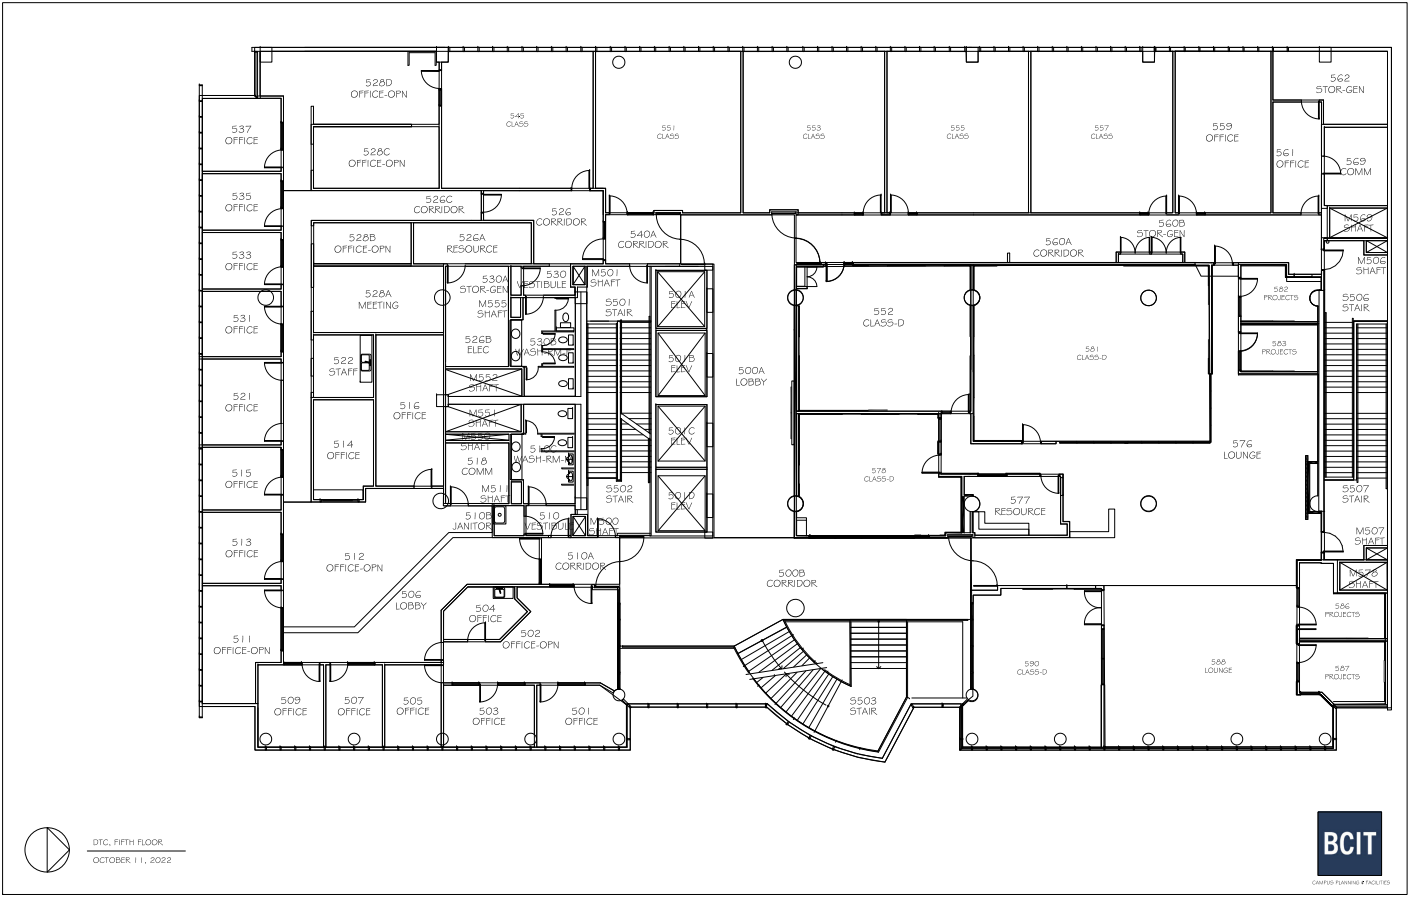 528D
OFFICE-OPN
562
STOR-GEN
545
CLASS
551
CLASS
553
CLASS
555
CLASS
557
CLASS
559
OFFICE
537
OFFICE
528C
OFFICE-OPN
561
OFFICE
569
COMM
535
OFFICE
526C
CORRIDOR
526
CORRIDOR
M569
SHAFT
528B
OFFICE-OPN
526A
RESOURCE
540A
CORRIDOR
560B
STOR-GEN
560A
CORRIDOR
533
OFFICE
M506
SHAFT
530A
STOR-GEN
530
VESTIBULE
M501
SHAFT
528A
MEETING
501A
ELEV
582
PROJECTS
S506
STAIR
M555
SHAFT
S501
STAIR
552
CLASS-D
531
OFFICE
526B
ELEC
530B
WASH-RM-F
581
CLASS-D
583
PROJECTS
522
STAFF
501B
ELEV
500A
LOBBY
M552
SHAFT
521
OFFICE
516
OFFICE
M551
SHAFT
501C
ELEV
514
OFFICE
SHAFT
510C
576
LOUNGE
518
COMM
515
OFFICE
578
CLASS-D
M511
SHAFT
S502
STAIR
501D
ELEV
577
RESOURCE
S507
STAIR
510B
JANITOR
510
VESTIBULE
M500
SHAFT
M507
SHAFT
513
OFFICE
512
OFFICE-OPN
510A
CORRIDOR
500B
CORRIDOR
M578
SHAFT
506
LOBBY
504
OFFICE
586
PROJECTS
511
OFFICE-OPN
502
OFFICE-OPN
590
CLASS-D
588
LOUNGE
587
PROJECTS
509
OFFICE
507
OFFICE
505
OFFICE
503
OFFICE
501
OFFICE
S503
STAIR
DTC, FIFTH FLOOR
OCTOBER 11, 2022
BCIT
CAMPUS PLANNING & FACILITIES